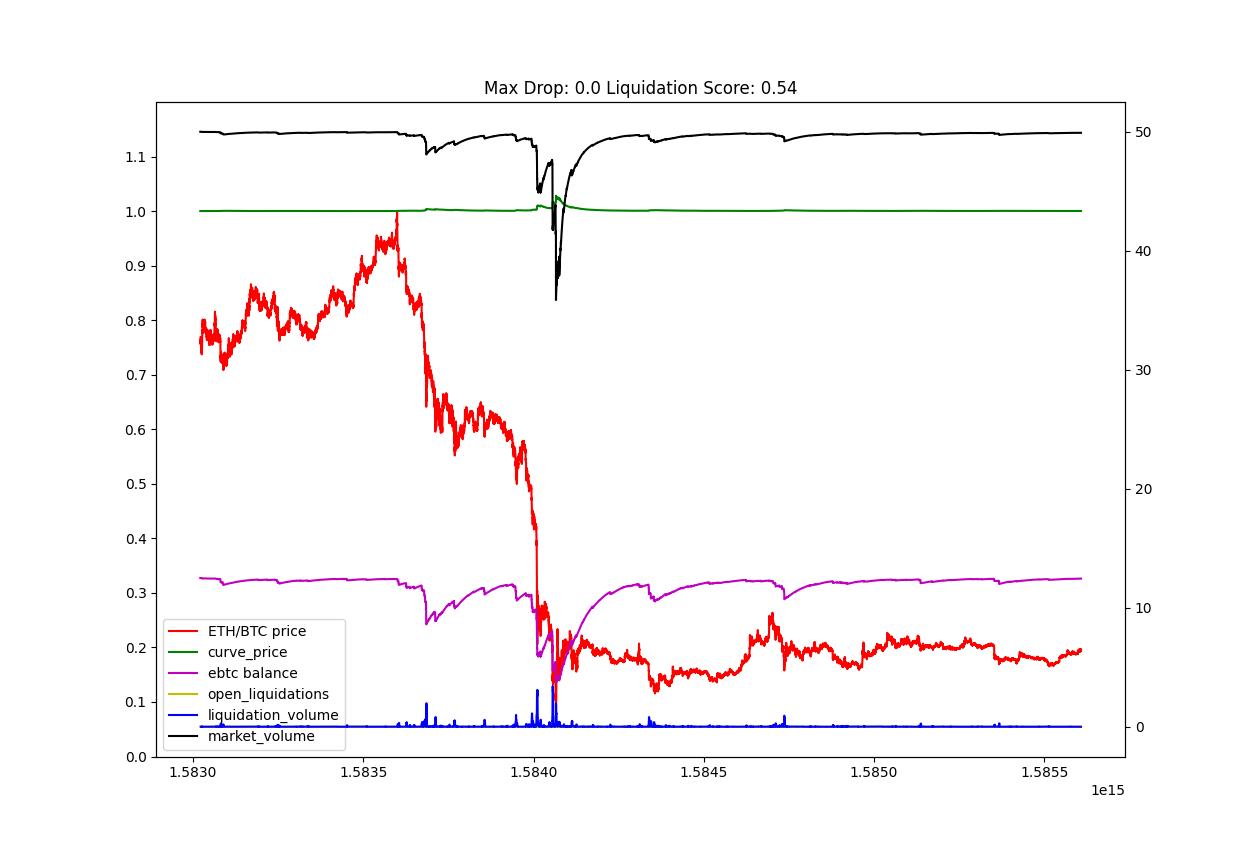 Max Drop: 0.0 Liquidation Score: 0.54
1.1
1.0
0.9
0.8
0.7
0.6
0.5
0.4
0.3
0.2
0.1
0.0
50
40
30
20
10
0
ETH/BTC price
curve_price
ebtc balance
open_liquidations
liquidation_volume
market_volume
1.5830 1.5835 1.5840 1.5845 1.5850 1.5855
1e15